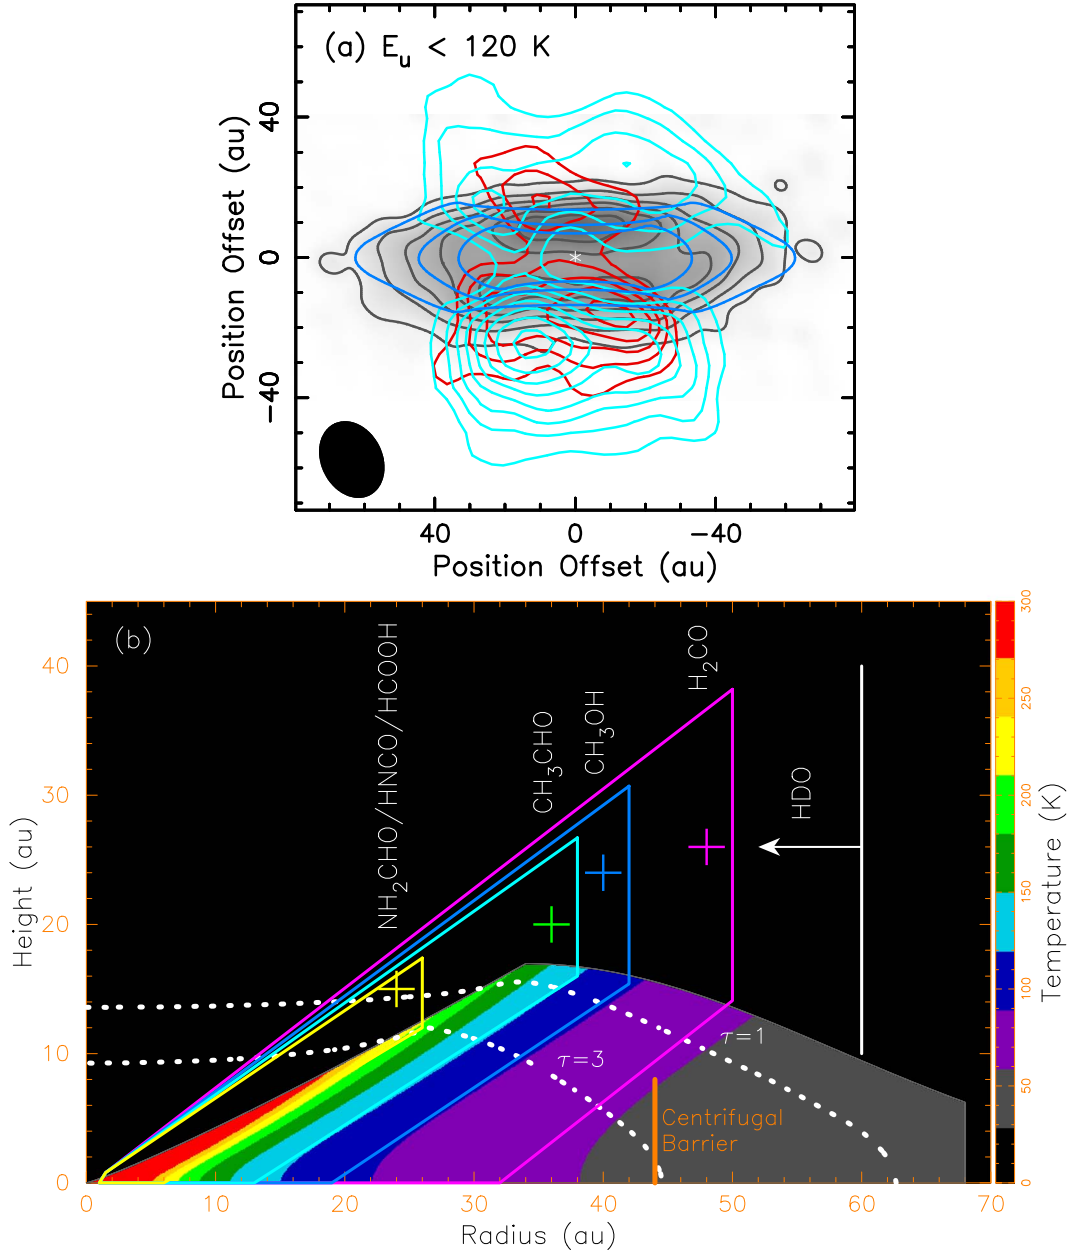 (a) E_u < 120 K
40
0
−40
Position Offset (au)
40 0 −40
Position Offset (au)
(b)
NH2CHO/HNCO/HCOOH
CH3CHO
CH3OH
H2CO
HDO
τ=1
τ=3
Centrifugal
Barrier
40
30
20
10
0
Height (au)
0 10 20 30 40 50 60 70
Radius (au)
300
250
200
150
100
50
0
Temperature (K)